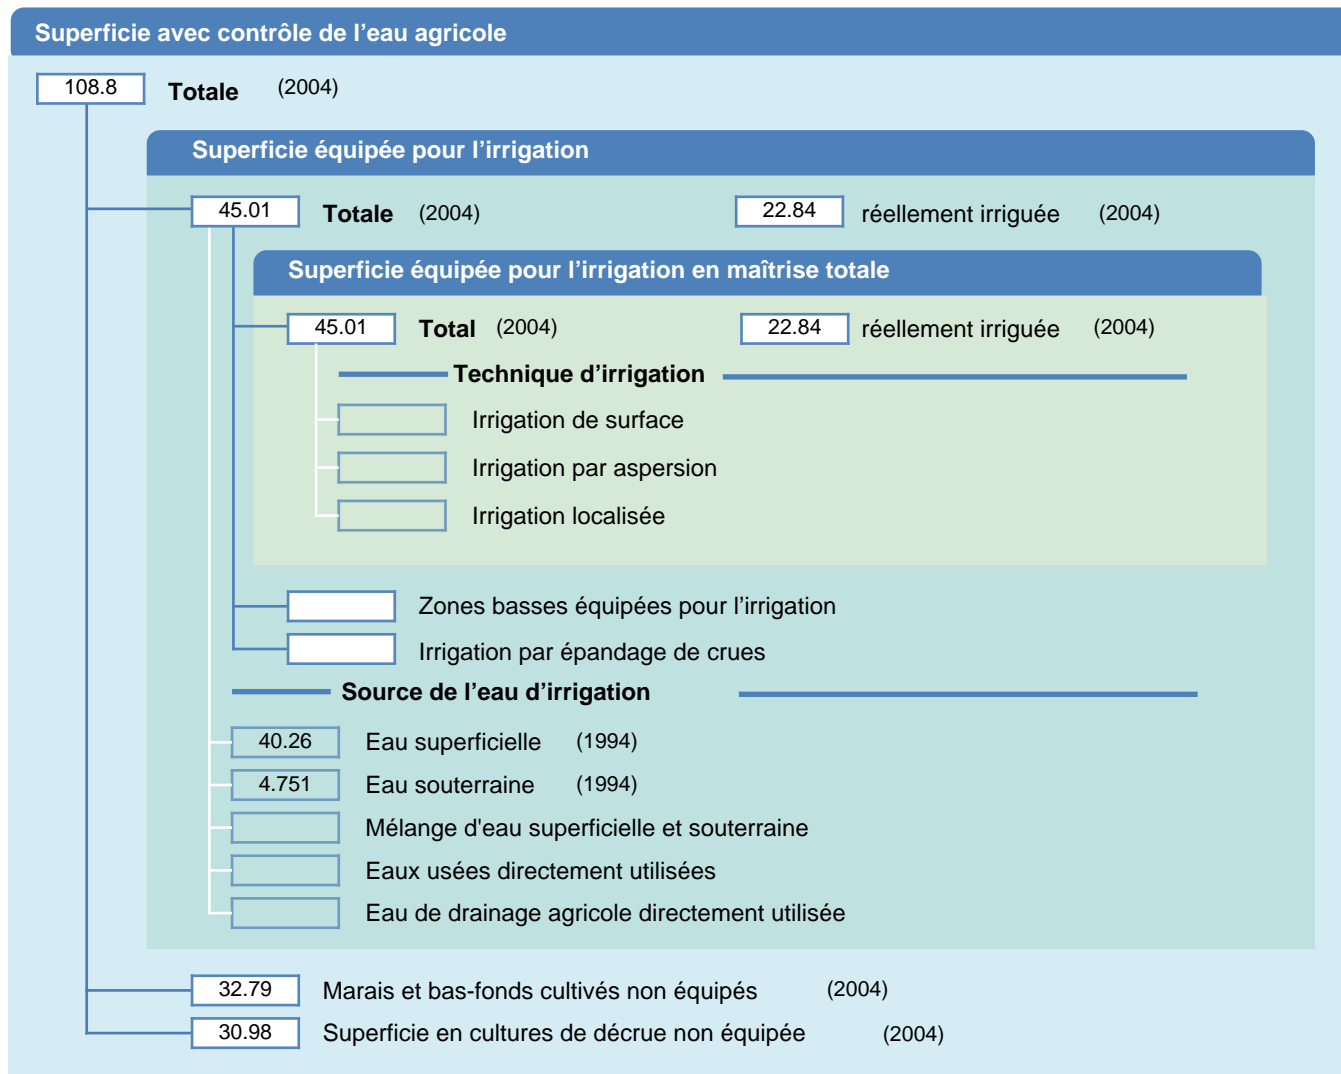 Superficie avec contrôle de l'eau agricole
108.8 Totale (2004)
Superficie équipée pour l'irrigation
45.01 Totale (2004) 22.84 réellement irriguée (2004)
Superficie équipée pour l'irrigation en maîtrise totale
45.01 Total (2004) 22.84 réellement irriguée (2004)
Technique d'irrigation
Irrigation de surface
Irrigation par aspersion
Irrigation localisée
Zones basses équipées pour l'irrigation
Irrigation par épandage de crues
Source de l'eau d'irrigation
40.26 Eau superficielle (1994)
4.751 Eau souterraine (1994)
Mélange d'eau superficielle et souterraine
Eaux usées directement utilisées
Eau de drainage agricole directement utilisée
32.79 Marais et bas-fonds cultivés non équipés (2004)
30.98 Superficie en cultures de décrue non équipée (2004)